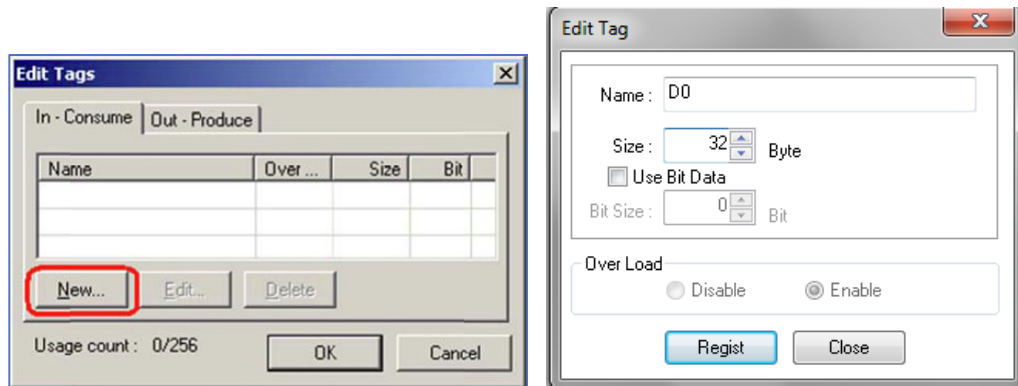 Edit Tags
In - Consume
Out - Produce
Name
Over ...
Size
Bit
New...
Edit...
Delete
Usage count : 0/256
OK
Cancel
Edit Tag
Name : D0
Size : 32 Byte
Use Bit Data
Bit Size : 0 Bit
Over Load
Disable
Enable
Regist
Close